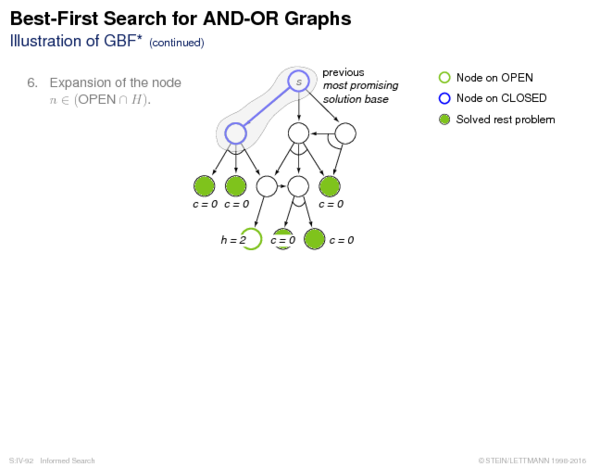 Best-First Search for AND-OR Graphs
Illustration of GBF* (continued)
6. Expansion of the node
n ∈ (OPEN ∩ H).
s
previous
most promising
solution base
Node on OPEN
Node on CLOSED
Solved rest problem
c = 0 c = 0 c = 0
h = 2 c = 0 c = 0
S:IV-92 Informed Search ©STEIN/LETTMANN 1998-2016